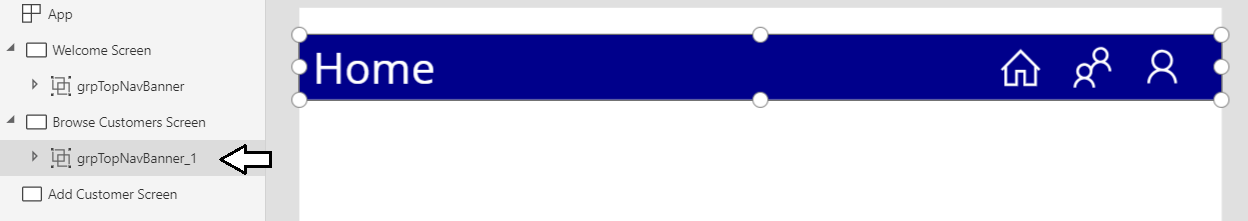 App
Welcome Screen
grpTopNavBanner
Browse Customers Screen
grpTopNavBanner_1
Add Customer Screen
Home